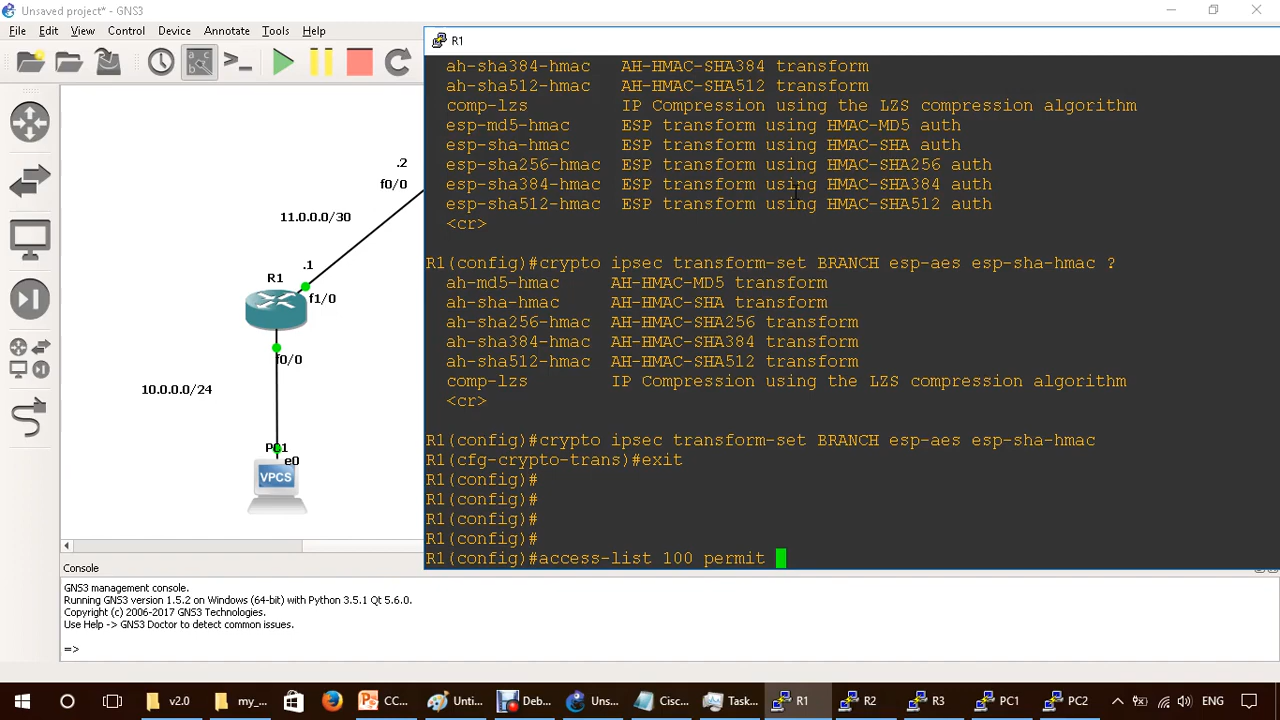 Unsaved project* - GNS3
File Edit View Control Device Annotate Tools Help
R1
.2
f0/0
11.0.0.0/30
R1
.1
f1/0
f0/0
10.0.0.0/24
PC1
e0
VPCS
ah-sha384-hmac AH-HMAC-SHA384 transform
ah-sha512-hmac AH-HMAC-SHA512 transform
comp-lzs IP Compression using the LZS compression algorithm
esp-md5-hmac ESP transform using HMAC-MD5 auth
esp-sha-hmac ESP transform using HMAC-SHA auth
esp-sha256-hmac ESP transform using HMAC-SHA256 auth
esp-sha384-hmac ESP transform using HMAC-SHA384 auth
esp-sha512-hmac ESP transform using HMAC-SHA512 auth
<cr>
R1(config)#crypto ipsec transform-set BRANCH esp-aes esp-sha-hmac ?
ah-md5-hmac AH-HMAC-MD5 transform
ah-sha-hmac AH-HMAC-SHA transform
ah-sha256-hmac AH-HMAC-SHA256 transform
ah-sha384-hmac AH-HMAC-SHA384 transform
ah-sha512-hmac AH-HMAC-SHA512 transform
comp-lzs IP Compression using the LZS compression algorithm
<cr>
R1(config)#crypto ipsec transform-set BRANCH esp-aes esp-sha-hmac
R1(cfg-crypto-trans)#exit
R1(config)#
R1(config)#
R1(config)#
R1(config)#
R1(config)#access-list 100 permit
Console
GNS3 management console.
Running GNS3 version 1.5.2 on Windows (64-bit) with Python 3.5.1 Qt 5.6.0.
Copyright (c) 2006-2017 GNS3 Technologies.
Use Help -> GNS3 Doctor to detect common issues.
=>
v2.0 my_... CC... Unti... Deb... Uns... Cisc... Task... R1 R2 R3 PC1 PC2 ENG